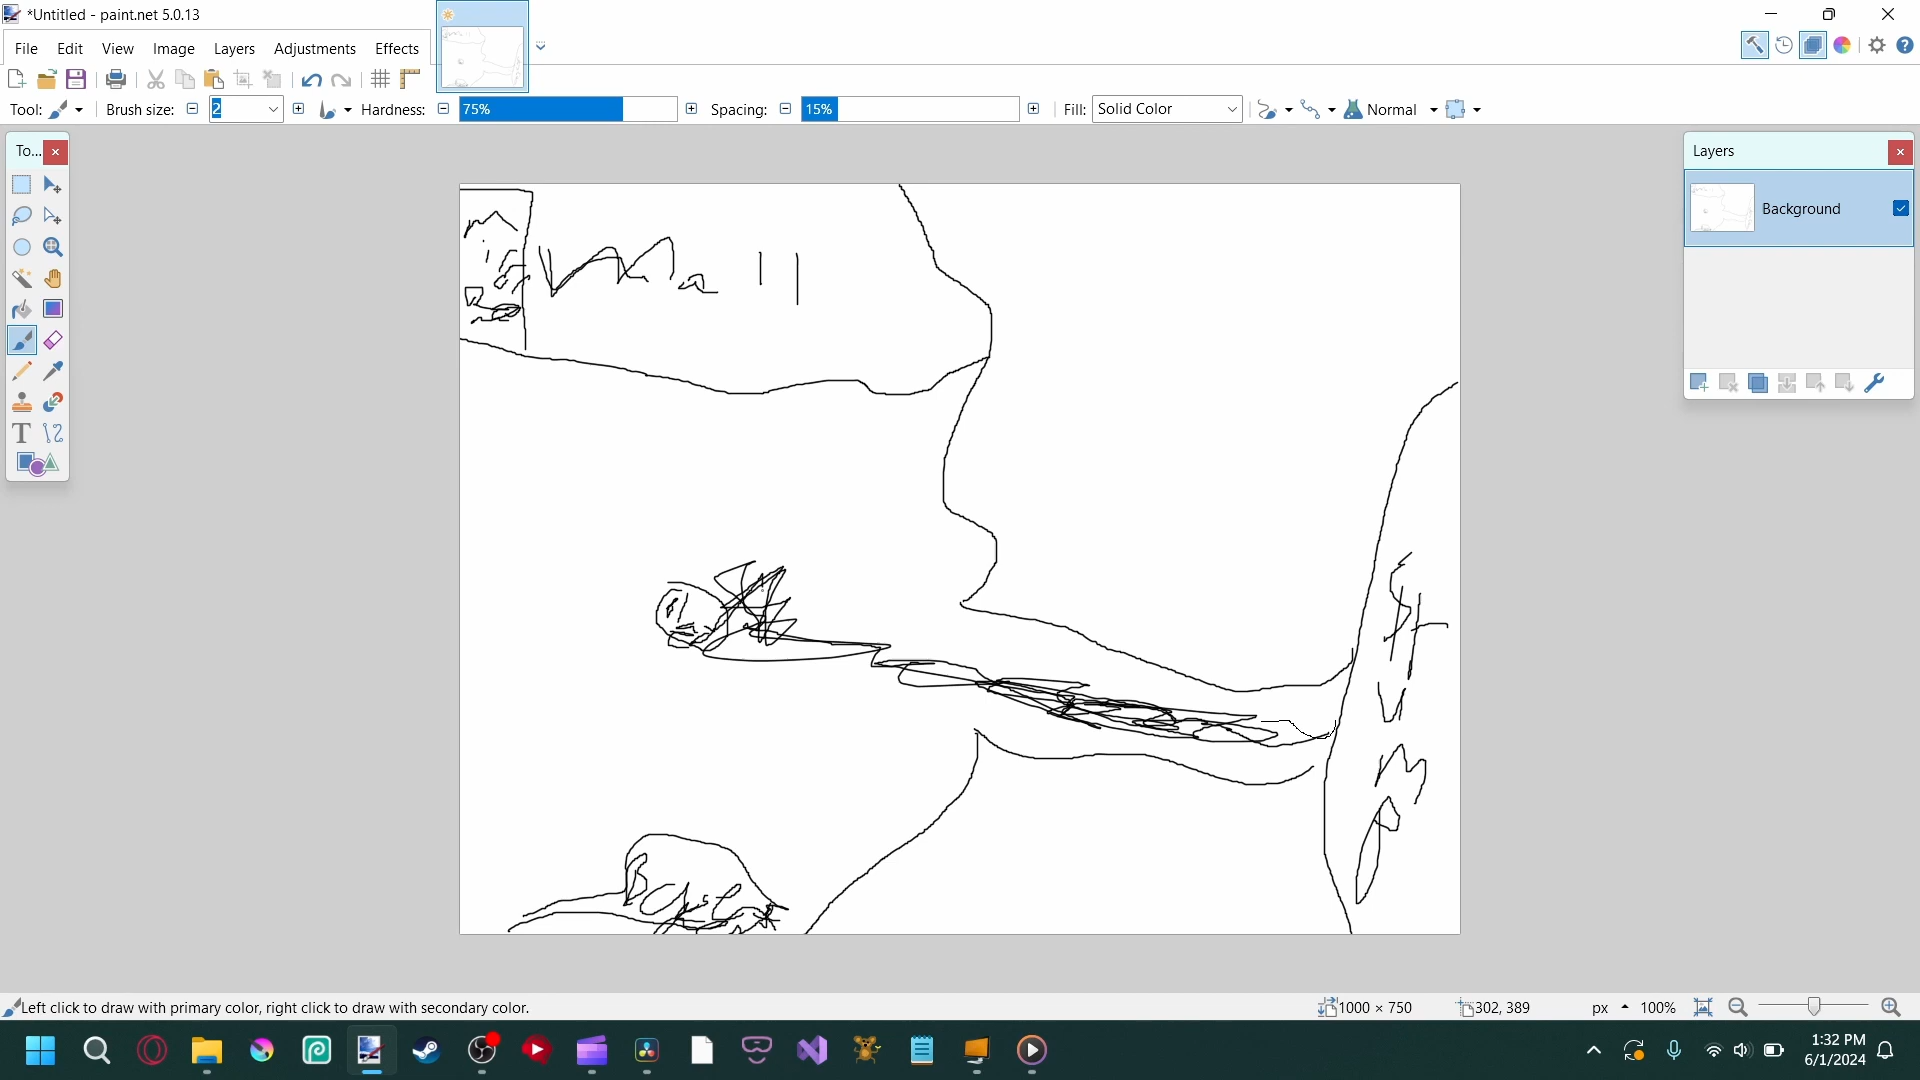 *Untitled - paint.net 5.0.13
File Edit View Image Layers Adjustments Effects
Tool: Brush size: 2 Hardness: 75% Spacing: 15% Fill: Solid Color Normal
To...
Layers
Background
Left click to draw with primary color, right click to draw with secondary color.
1000 × 750
302, 389
px
100%
1:32 PM
6/1/2024